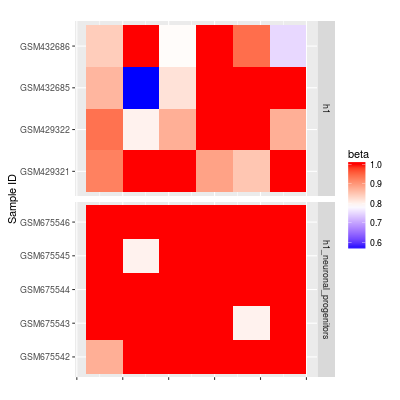 GSM432686
GSM432685
GSM429322
GSM429321
h1
GSM675546
GSM675545
GSM675544
GSM675543
GSM675542
h1_neuronal_progenitors
Sample ID
beta
1.0
0.9
0.8
0.7
0.6